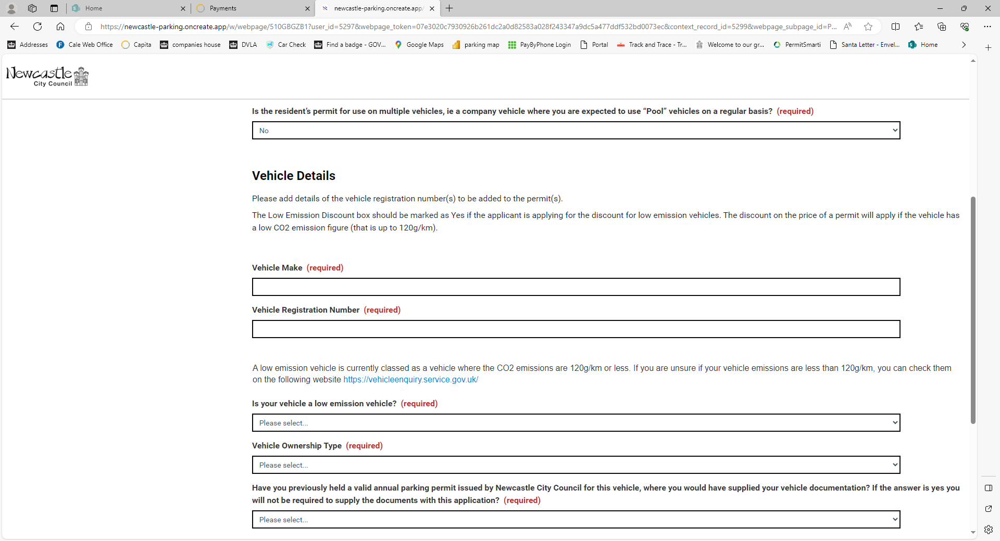 Home
Payments
newcastle-parking.oncreate.app/
https://newcastle-parking.oncreate.app/w/webpage/510GBGZB1?user_id=5297&webpage_token=07e3020c7930926b261dc2a0d82583a028f243347a9dc5a477ddf532bd0073ec&context_record_id=5299&webpage_subpage_id=P...
Addresses
Cale Web Office
Capita
companies house
DVLA
Car Check
Find a badge - GOV...
Google Maps
parking map
PayByPhone Login
Portal
Track and Trace - Tr...
Welcome to our gr...
PermitSmarti
Santa Letter - Envel...
Home
Newcastle
City Council
Is the resident’s permit for use on multiple vehicles, ie a company vehicle where you are expected to use “Pool” vehicles on a regular basis? (required)
No
Vehicle Details
Please add details of the vehicle registration number(s) to be added to the permit(s).
The Low Emission Discount box should be marked as Yes if the applicant is applying for the discount for low emission vehicles. The discount on the price of a permit will apply if the vehicle has
a low CO2 emission figure (that is up to 120g/km).
Vehicle Make (required)
Vehicle Registration Number (required)
A low emission vehicle is currently classed as a vehicle where the CO2 emissions are 120g/km or less. If you are unsure if your vehicle emissions are less than 120g/km, you can check them
on the following website https://vehicleenquiry.service.gov.uk/
Is your vehicle a low emission vehicle? (required)
Please select...
Vehicle Ownership Type (required)
Please select...
Have you previously held a valid annual parking permit issued by Newcastle City Council for this vehicle, where you would have supplied your vehicle documentation? If the answer is yes you
will not be required to supply the documents with this application? (required)
Please select...